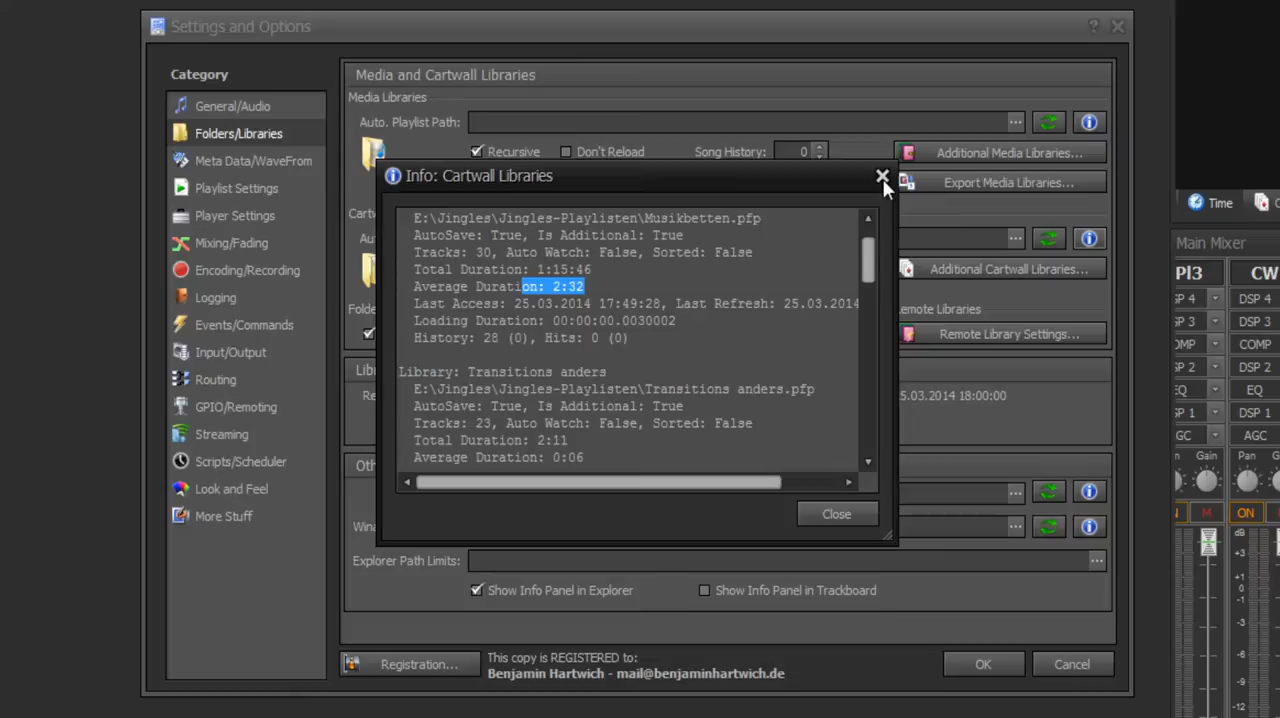 Settings and Options
?
Category
General/Audio
Folders/Libraries
Meta Data/WaveFrom
Playlist Settings
Player Settings
Mixing/Fading
Encoding/Recording
Logging
Events/Commands
Input/Output
Routing
GPIO/Remoting
Streaming
Scripts/Scheduler
Look and Feel
More Stuff
Media and Cartwall Libraries
Media Libraries
Auto. Playlist Path:
...
Recursive
Don't Reload
Song History:
0
Additional Media Libraries...
Export Media Libraries...
...
Additional Cartwall Libraries...
Remote Library Settings...
Info: Cartwall Libraries
E:\Jingles\Jingles-Playlisten\Musikbetten.pfp
AutoSave: True, Is Additional: True
Tracks: 30, Auto Watch: False, Sorted: False
Total Duration: 1:15:46
Average Duration: 2:32
Last Access: 25.03.2014 17:49:28, Last Refresh: 25.03.2014
Loading Duration: 00:00:00.0030002
History: 28 (0), Hits: 0 (0)
Library: Transitions anders
E:\Jingles\Jingles-Playlisten\Transitions anders.pfp
AutoSave: True, Is Additional: True
Tracks: 23, Auto Watch: False, Sorted: False
Total Duration: 2:11
Average Duration: 0:06
Close
5.03.2014 18:00:00
...
...
Explorer Path Limits:
...
Show Info Panel in Explorer
Show Info Panel in Trackboard
Registration...
This copy is REGISTERED to:
Benjamin Hartwich - mail@benjaminhartwich.de
OK
Cancel
Time
Main Mixer
Pl3
CW
DSP 4
DSP 3
COMP
DSP 2
EQ
DSP 1
AGC
Gain
Pan
M
ON
dB
+3
+1
0
-1
-3
-6
-9
-12